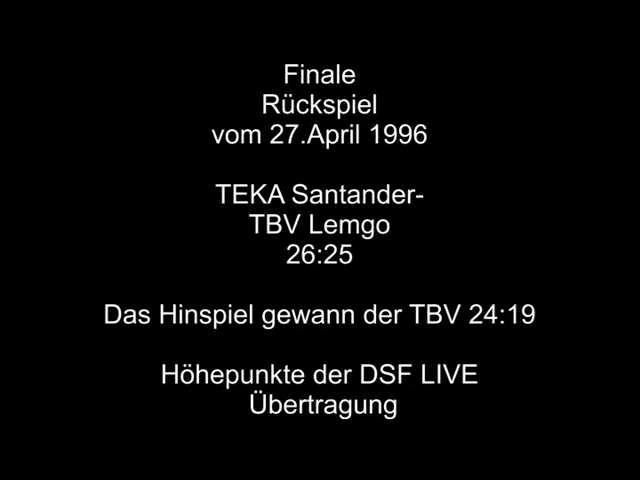 Finale
Rückspiel
vom 27.April 1996
TEKA Santander-
TBV Lemgo
26:25
Das Hinspiel gewann der TBV 24:19
Höhepunkte der DSF LIVE
Übertragung